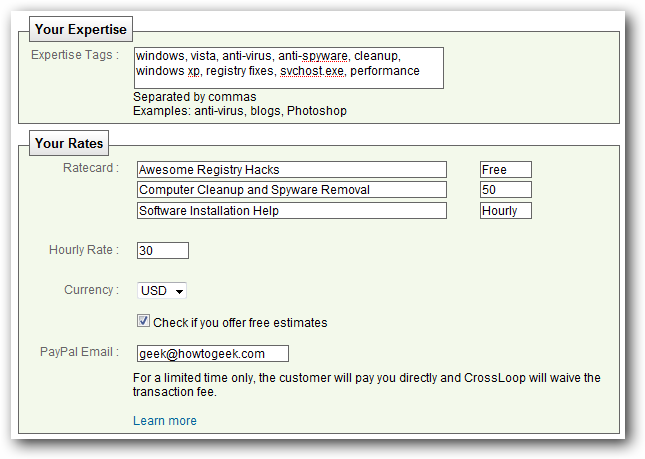 Your Expertise
Expertise Tags :
windows, vista, anti-virus, anti-spyware, cleanup,
windows xp, registry fixes, svchost.exe, performance
Separated by commas
Examples: anti-virus, blogs, Photoshop
Your Rates
Ratecard : Awesome Registry Hacks Free
Computer Cleanup and Spyware Removal 50
Software Installation Help Hourly
Hourly Rate : 30
Currency : USD
Check if you offer free estimates
PayPal Email : geek@howtogeek.com
For a limited time only, the customer will pay you directly and CrossLoop will waive the
transaction fee.
Learn more